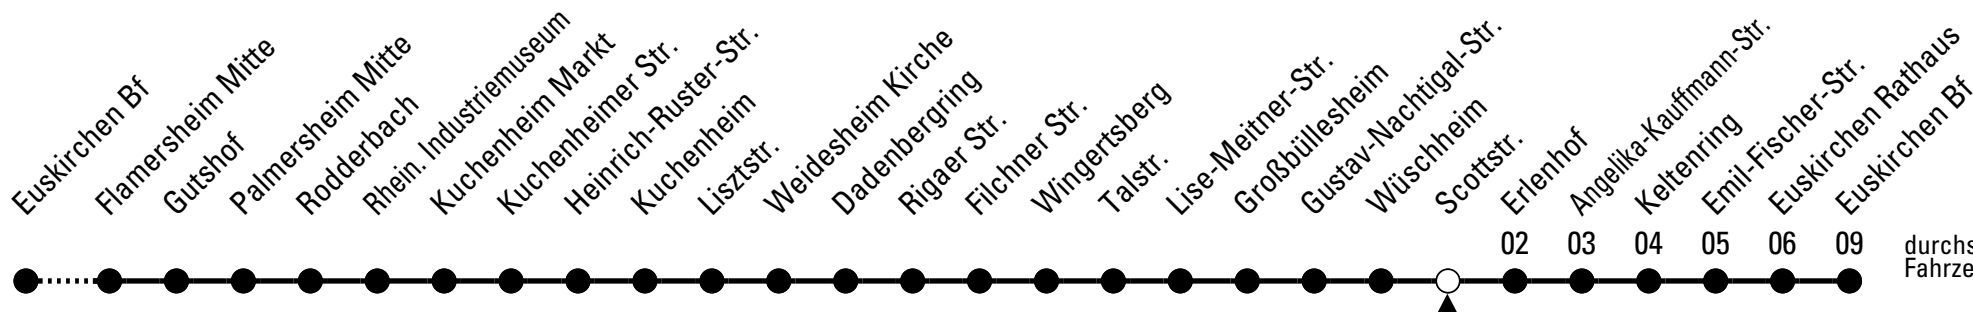 Euskirchen Bf
Flamersheim Mitte
Gutshof
Palmersheim Mitte
Rodderbach
Rhein. Industriemuseum
Kuchenheim Markt
Kuchenheimer Str.
Heinrich-Ruster-Str.
Kuchenheim
Lisztstr.
Weidesheim Kirche
Dadenbergring
Rigaer Str.
Filchner Str.
Wingertsberg
Talstr.
Lise-Meitner-Str.
Großbüllesheim
Gustav-Nachtigal-Str.
Wüschheim
Scottstr.
Erlenhof
Angelika-Kauffmann-Str.
Keltenring
Emil-Fischer-Str.
Euskirchen Rathaus
Euskirchen Bf
02 03 04 05 06 09